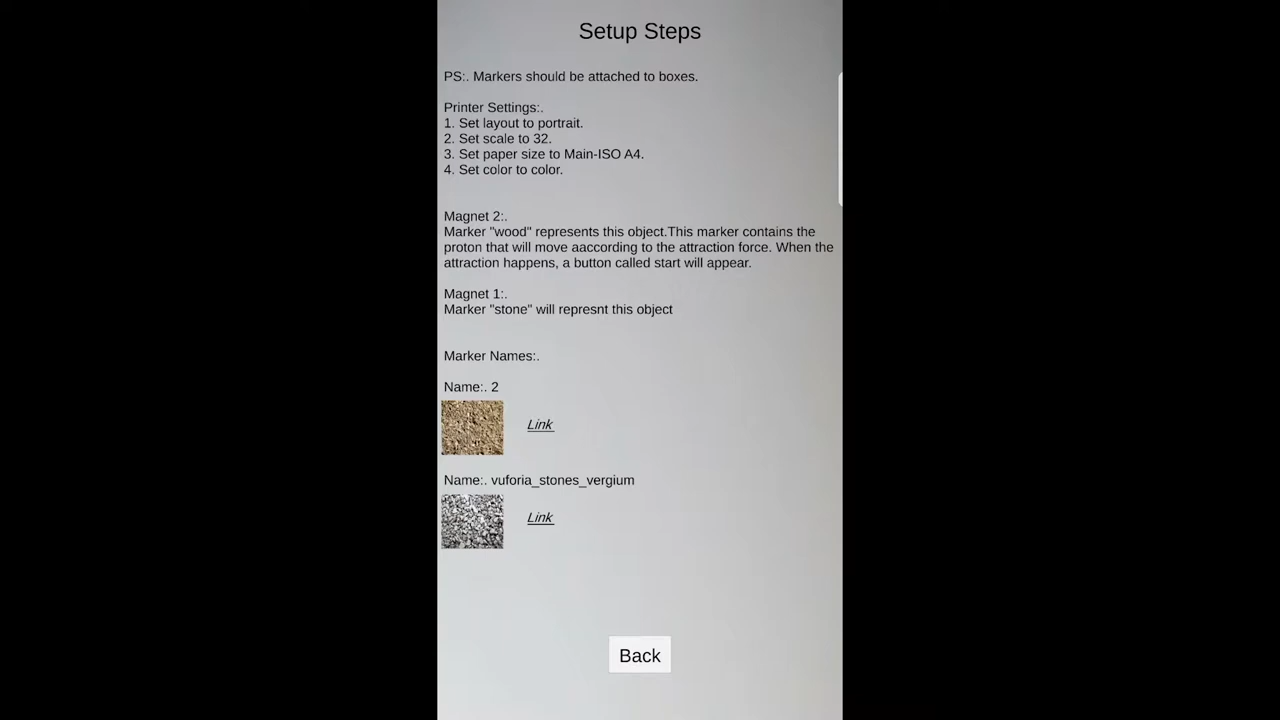 Setup Steps
PS:. Markers should be attached to boxes.
Printer Settings:.
1. Set layout to portrait.
2. Set scale to 32.
3. Set paper size to Main-ISO A4.
4. Set color to color.
Magnet 2:.
Marker "wood" represents this object.This marker contains the
proton that will move aaccording to the attraction force. When the
attraction happens, a button called start will appear.
Magnet 1:.
Marker "stone" will represnt this object
Marker Names:.
Name:. 2
Link
Name:. vuforia_stones_vergium
Link
Back